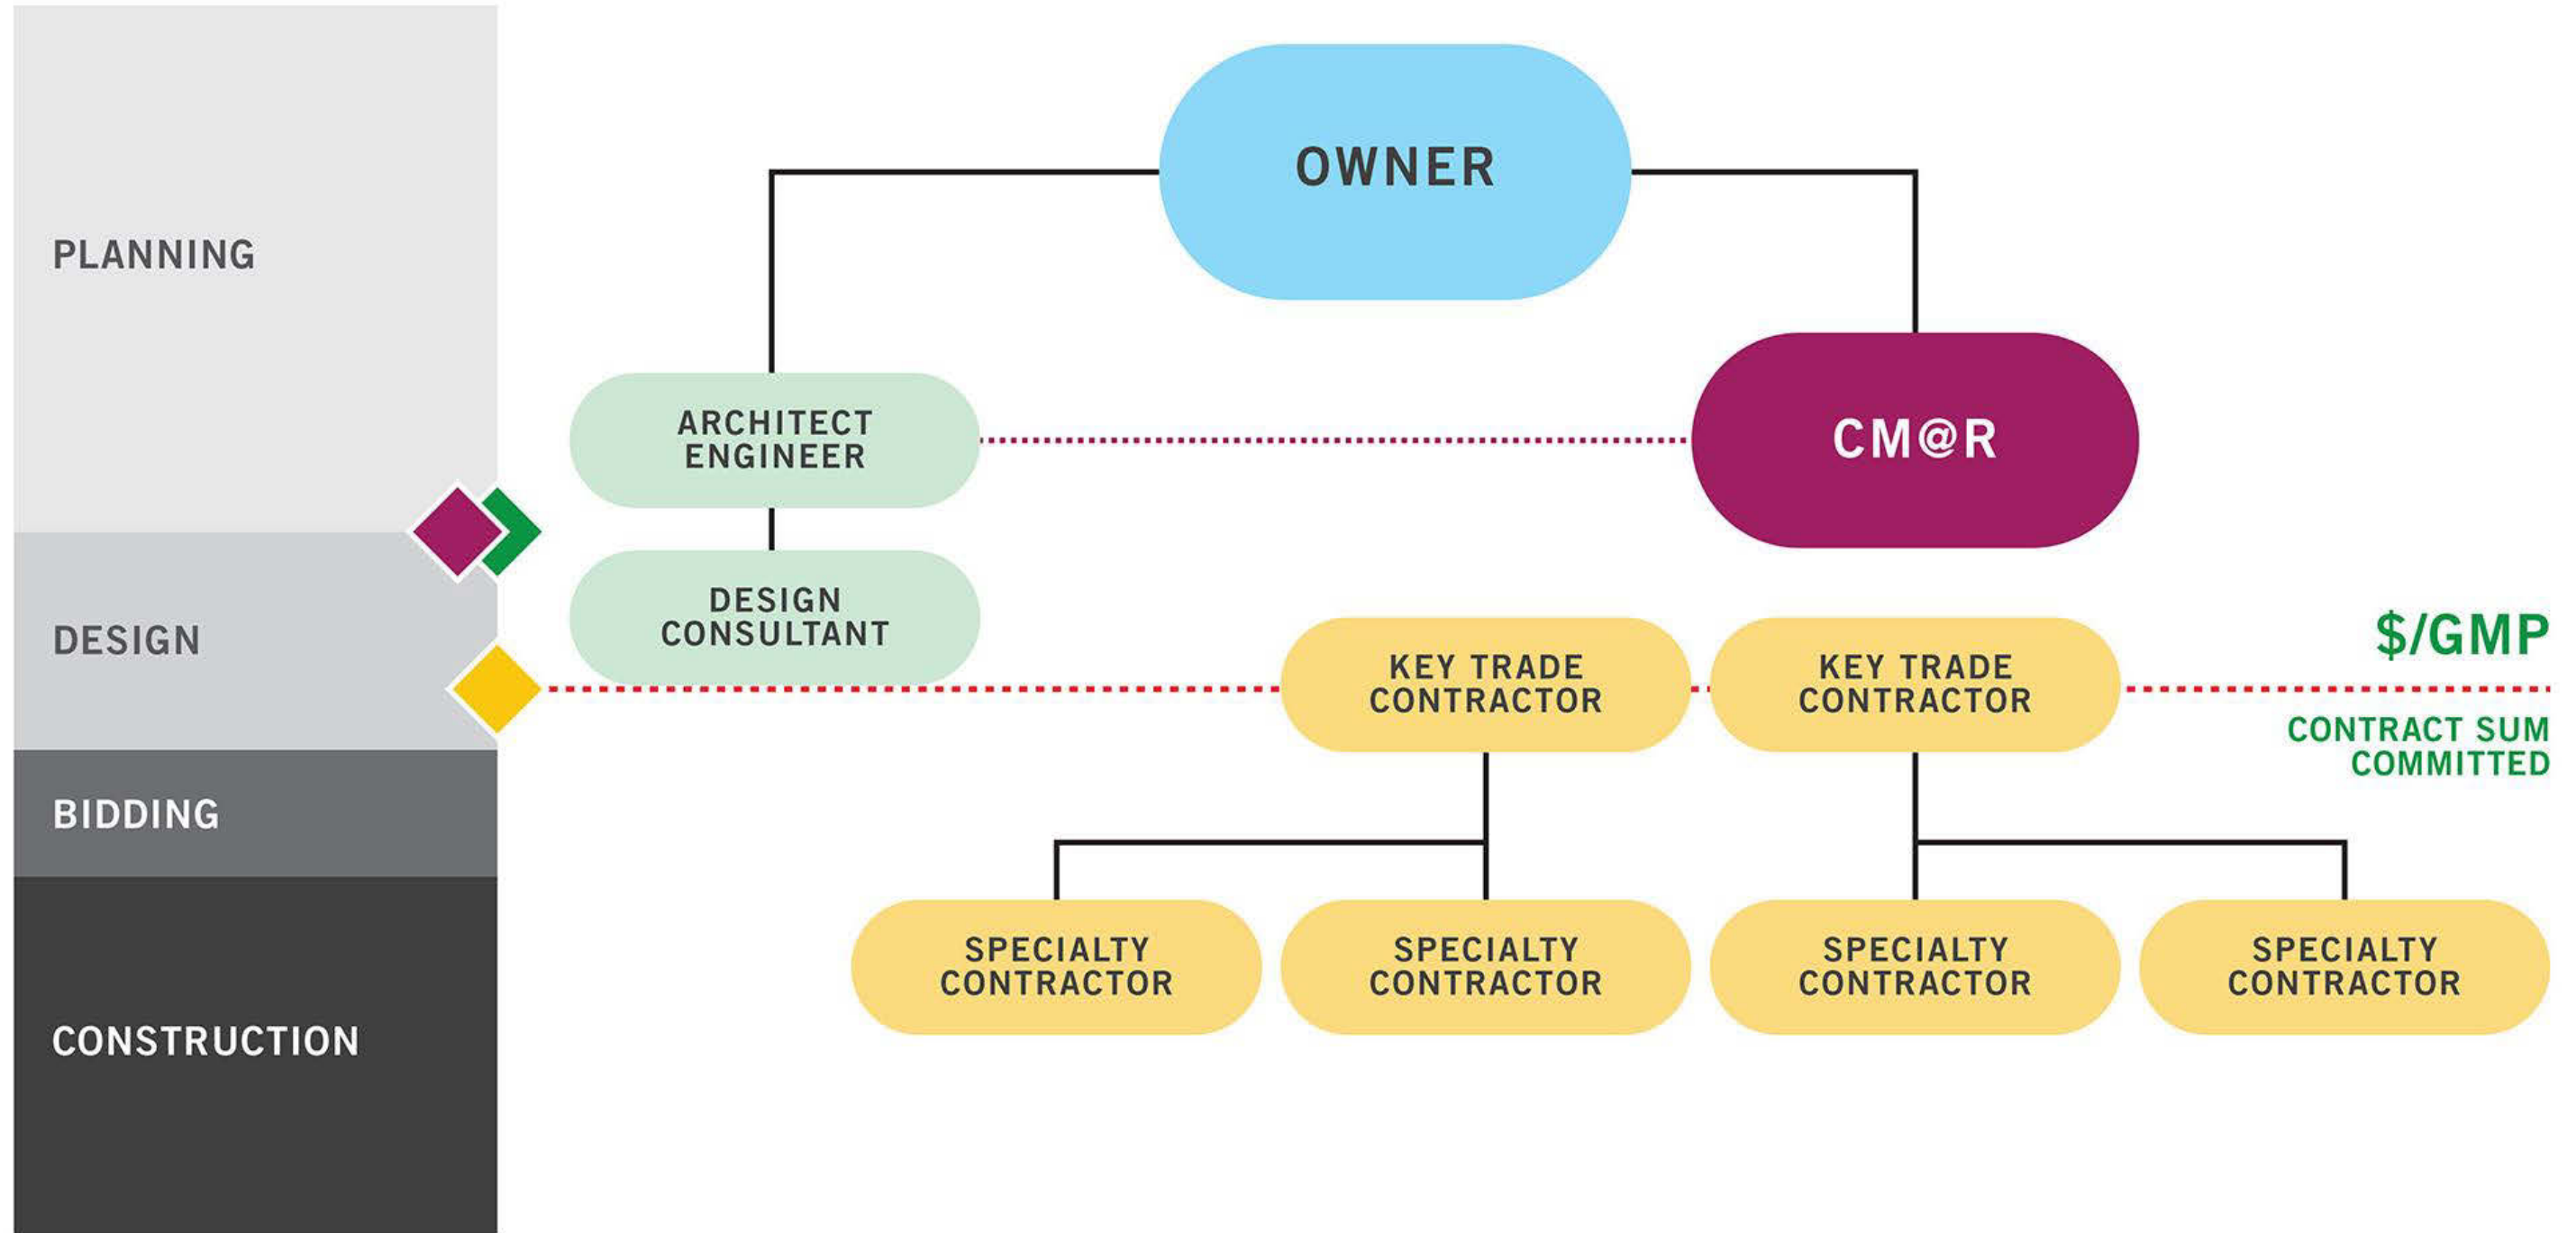 PLANNING
DESIGN
BIDDING
CONSTRUCTION
OWNER
ARCHITECT
ENGINEER
CM@R
DESIGN
CONSULTANT
KEY TRADE
CONTRACTOR
KEY TRADE
CONTRACTOR
$/GMP
CONTRACT SUM
COMMITTED
SPECIALTY
CONTRACTOR
SPECIALTY
CONTRACTOR
SPECIALTY
CONTRACTOR
SPECIALTY
CONTRACTOR